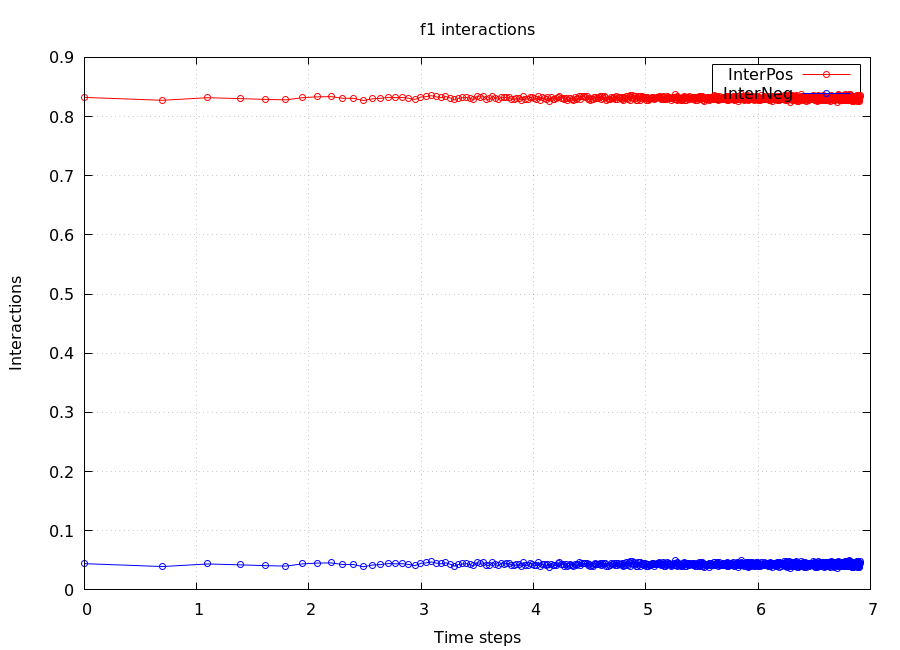 f1 interactions
0.9
0.8
0.7
0.6
0.5
0.4
0.3
0.2
0.1
0
InterPos
InterNeg
Interactions
0 1 2 3 4 5 6 7
Time steps